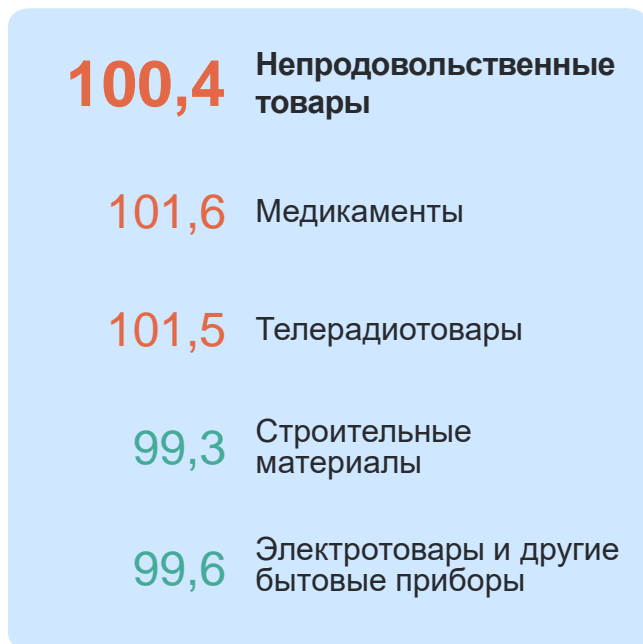 100,4 Непродовольственные
товары
101,6 Медикаменты
101,5 Телерадиотовары
99,3 Строительные
материалы
99,6 Электротовары и другие
бытовые приборы